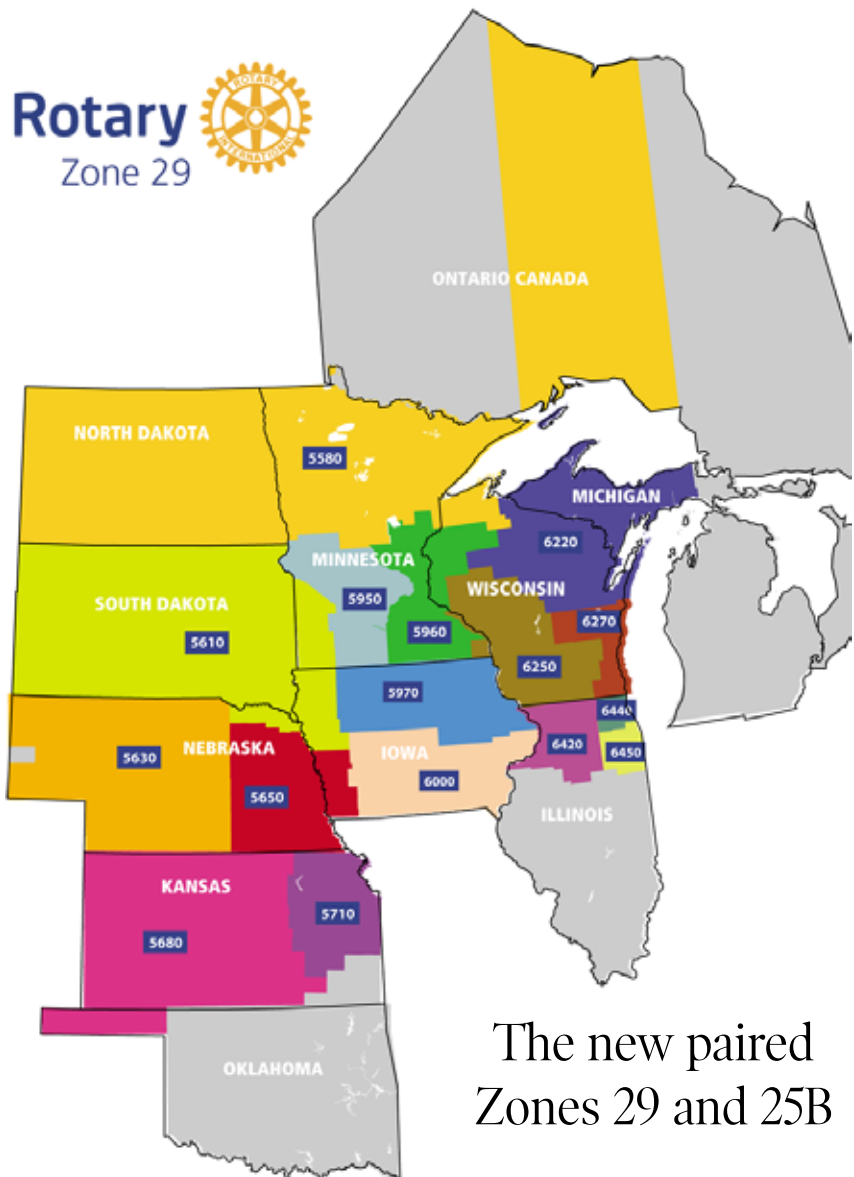 Rotary
Zone 29
ROTARY
INTERNATIONAL
ONTARIO CANADA
NORTH DAKOTA
5580
MICHIGAN
6220
MINNESOTA
WISCONSIN
SOUTH DAKOTA
5950
5610
5960
6270
6250
5970
6440
6420
6450
NEBRASKA
IOWA
5630
6000
5650
ILLINOIS
KANSAS
5710
5680
OKLAHOMA
The new paired
Zones 29 and 25B